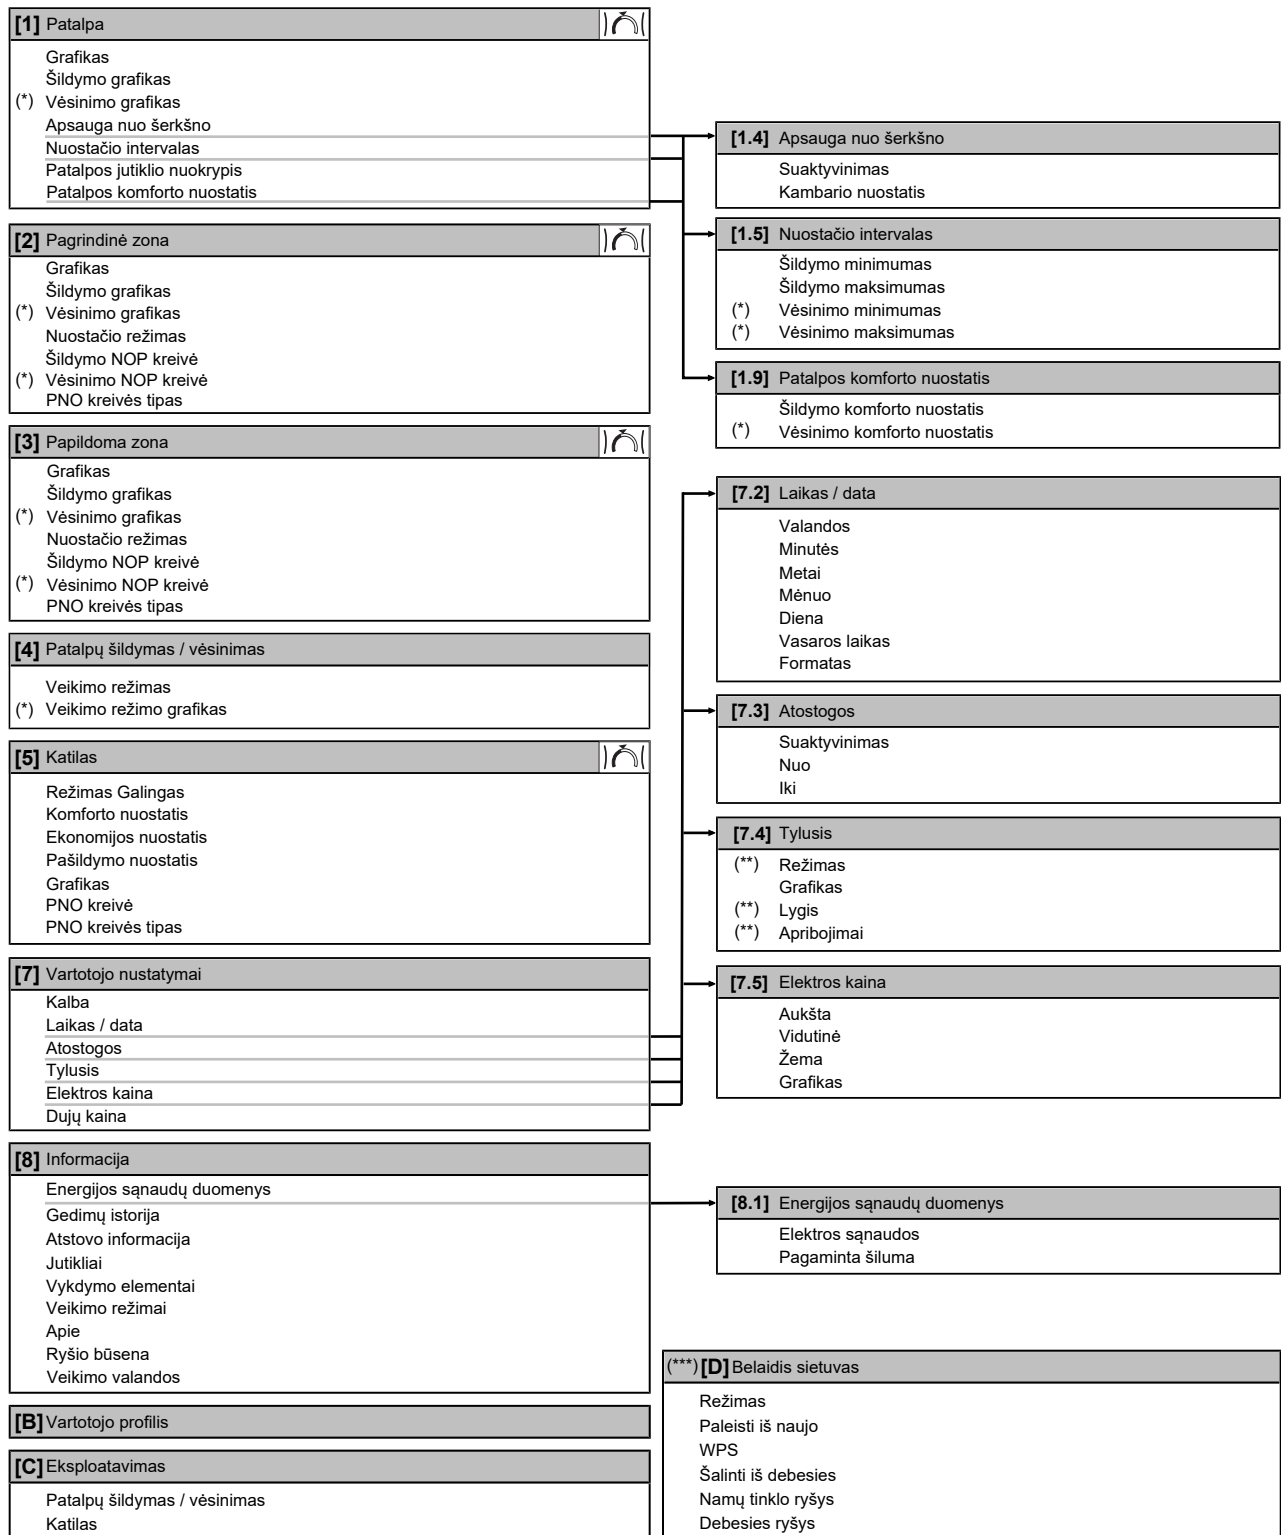 [1] Patalpa
Grafikas
Šildymo grafikas
(*) Vėsinimo grafikas
Apsauga nuo šerkšno
Nuostačio intervalas
Patalpos jutiklio nuokrypis
Patalpos komforto nuostatis
[2] Pagrindinė zona
Grafikas
Šildymo grafikas
(*) Vėsinimo grafikas
Nuostačio režimas
Šildymo NOP kreivė
(*) Vėsinimo NOP kreivė
PNO kreivės tipas
[3] Papildoma zona
Grafikas
Šildymo grafikas
(*) Vėsinimo grafikas
Nuostačio režimas
Šildymo NOP kreivė
(*) Vėsinimo NOP kreivė
PNO kreivės tipas
[4] Patalpų šildymas / vėsinimas
Veikimo režimas
(*) Veikimo režimo grafikas
[5] Katilas
Režimas Galingas
Komforto nuostatis
Ekonomijos nuostatis
Pašildymo nuostatis
Grafikas
PNO kreivė
PNO kreivės tipas
[7] Vartotojo nustatymai
Kalba
Laikas / data
Atostogos
Tylusis
Elektros kaina
Dujų kaina
[8] Informacija
Energijos sąnaudų duomenys
Gedimų istorija
Atstovo informacija
Jutikliai
Vykdymo elementai
Veikimo režimai
Apie
Ryšio būsena
Veikimo valandos
[B] Vartotojo profilis
[C] Eksploatavimas
Patalpų šildymas / vėsinimas
Katilas
[1.4] Apsauga nuo šerkšno
Suaktyvinimas
Kambario nuostatis
[1.5] Nuostačio intervalas
Šildymo minimumas
Šildymo maksimumas
(*) Vėsinimo minimumas
(*) Vėsinimo maksimumas
[1.9] Patalpos komforto nuostatis
Šildymo komforto nuostatis
(*) Vėsinimo komforto nuostatis
[7.2] Laikas / data
Valandos
Minutės
Metai
Mėnuo
Diena
Vasaros laikas
Formatas
[7.3] Atostogos
Suaktyvinimas
Nuo
Iki
[7.4] Tylusis
(**) Režimas
Grafikas
(**) Lygis
(**) Apribojimai
[7.5] Elektros kaina
Aukšta
Vidutinė
Žema
Grafikas
[8.1] Energijos sąnaudų duomenys
Elektros sąnaudos
Pagaminta šiluma
(***) [D] Belaidis sietuvas
Režimas
Paleisti iš naujo
WPS
Šalinti iš debesies
Namų tinklo ryšys
Debesies ryšys